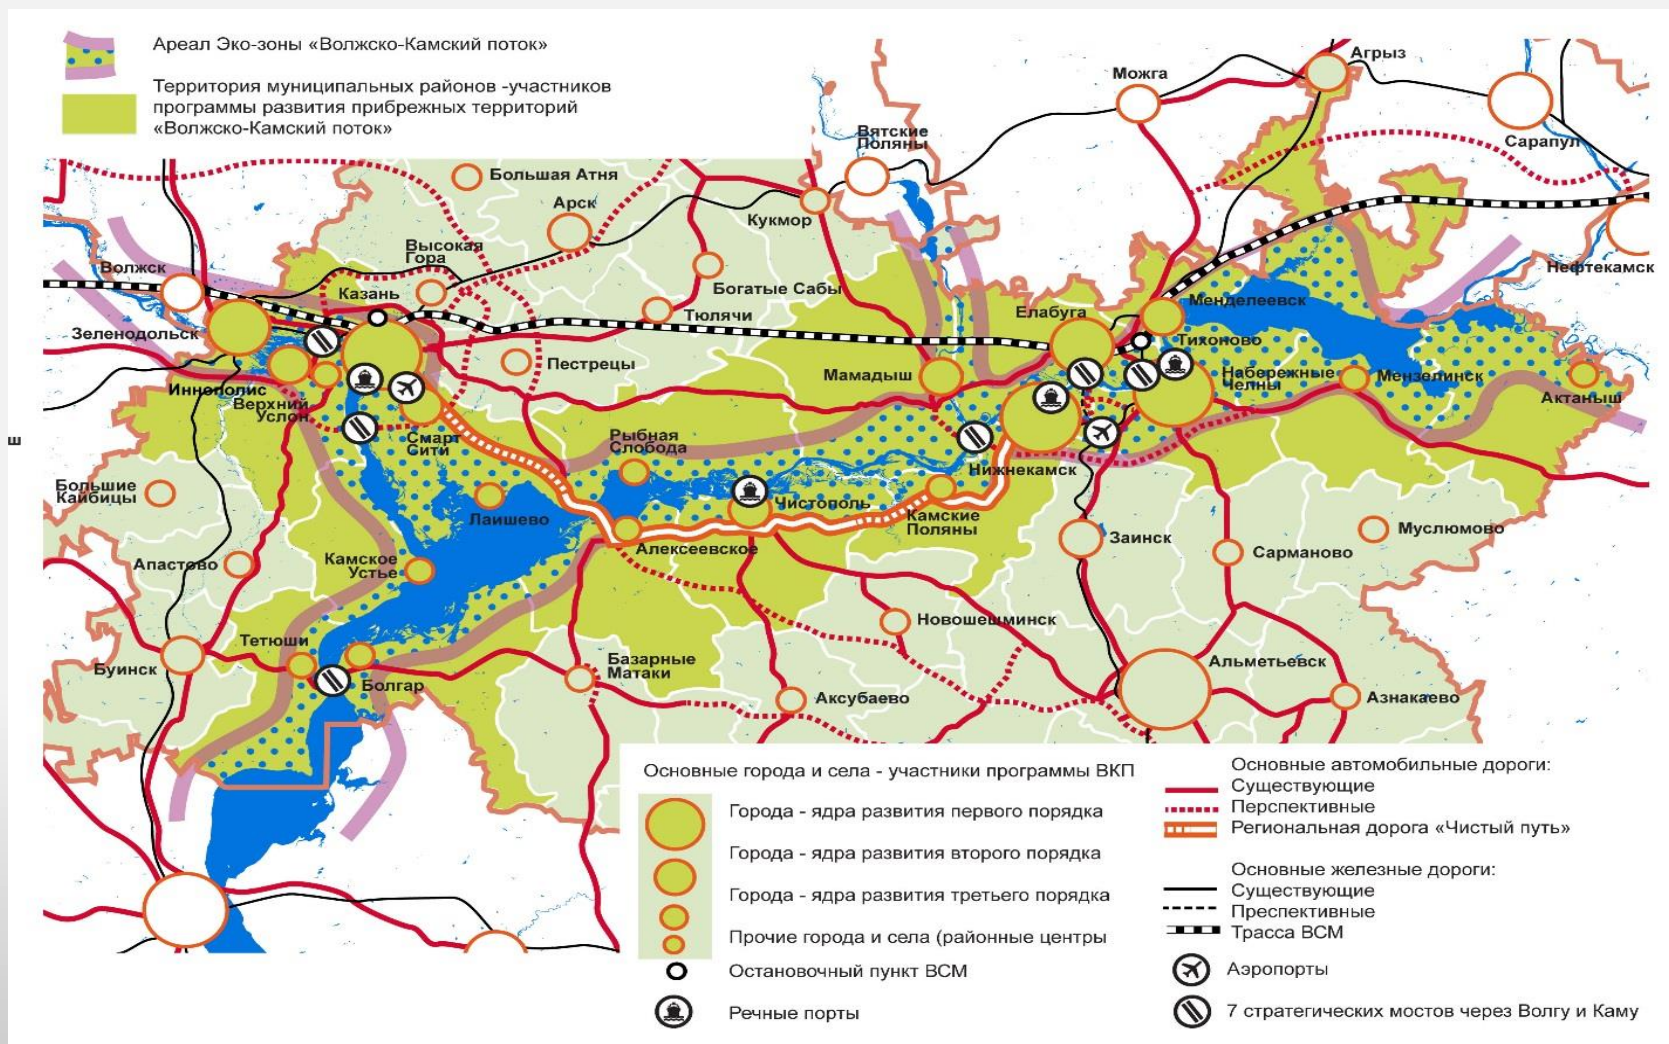 Ареал Эко-зоны «Волжско-Камский поток»
Территория муниципальных районов -участников
программы развития прибрежных территорий
«Волжско-Камский поток»
Агрыз
Можга
Сарапул
Вятские
Поляны
Большая Атня
Арск
Кукмор
Высокая
Гора
Волжск
Казань
Богатые Сабы
Нефтекамск
Зеленодольск
Тюлячи
Елабуга
Менделеевск
Тихоново
Пестрецы
Мамадыш
Набережные
Челны
Мензелинск
Актаныш
Иннополис
Верхний
Услон
Смарт
Сити
Рыбная
Слобода
ш
Нижнекамск
Большие
Кайбицы
Лаишево
Чистополь
Камские
Поляны
Муслюмово
Заинск
Сарманово
Алексеевское
Апастово
Камское
Устье
Новошешминск
Тетюши
Буинск
Болгар
Базарные
Матаки
Аксубаево
Альметьевск
Азнакаево
Основные города и села - участники программы ВКП
Города - ядра развития первого порядка
Города - ядра развития второго порядка
Города - ядра развития третьего порядка
Прочие города и села (районные центры
Остановочный пункт ВСМ
Речные порты
Основные автомобильные дороги:
Существующие
Перспективные
Региональная дорога «Чистый путь»
Основные железные дороги:
Существующие
Преспективные
Трасса ВСМ
Аэропорты
7 стратегических мостов через Волгу и Каму